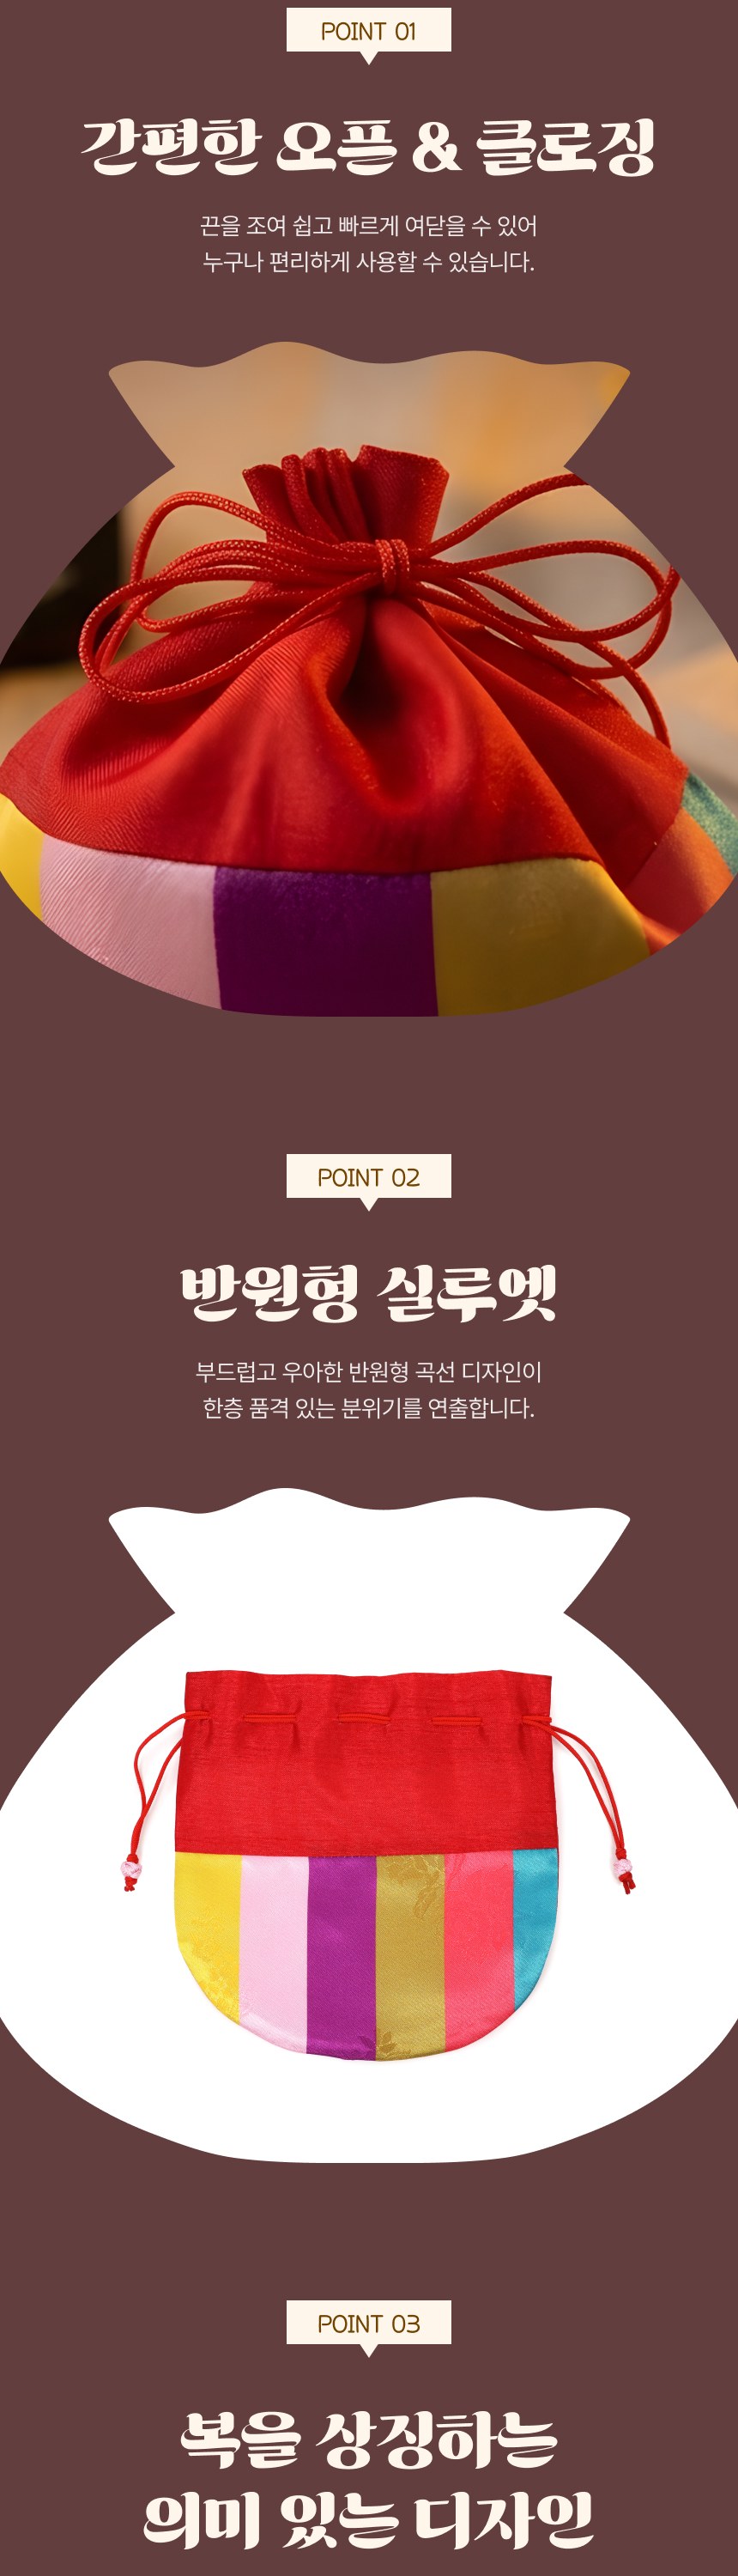 POINT 01
간편한 오픈 & 클로징
끈을 조여 쉽고 빠르게 여닫을 수 있어
누구나 편리하게 사용할 수 있습니다.
POINT 02
반원형 실루엣
부드럽고 우아한 반원형 곡선 디자인이
한층 품격 있는 분위기를 연출합니다.
POINT 03
복을 상징하는
의미 있는 디자인